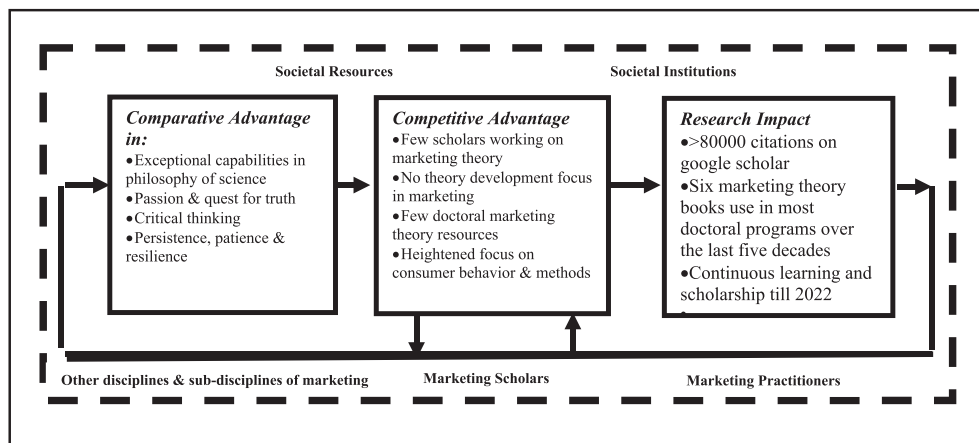 Societal Resources
Societal Institutions
Comparative Advantage
in:
•Exceptional capabilities in
philosophy of science
•Passion & quest for truth
•Critical thinking
•Persistence, patience &
resilience
Competitive Advantage
•Few scholars working on
marketing theory
•No theory development focus
in marketing
•Few doctoral marketing
theory resources
•Heightened focus on
consumer behavior & methods
Research Impact
•>80000 citations on
google scholar
•Six marketing theory
books use in most
doctoral programs over
the last five decades
•Continuous learning and
scholarship till 2022
Other disciplines & sub-disciplines of marketing
Marketing Scholars
Marketing Practitioners